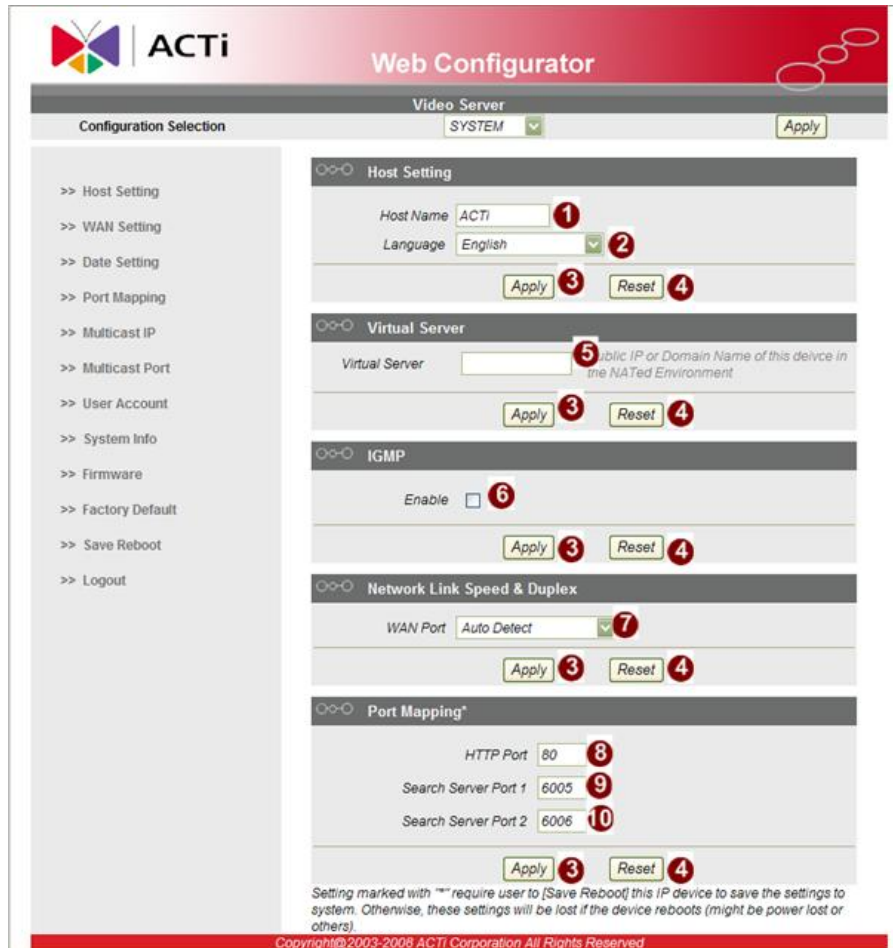 ACTi
Web Configurator
Video Server
Configuration Selection SYSTEM Apply
>> Host Setting
>> WAN Setting
>> Date Setting
>> Port Mapping
>> Multicast IP
>> Multicast Port
>> User Account
>> System Info
>> Firmware
>> Factory Default
>> Save Reboot
>> Logout
Host Setting
Host Name ACTi 1
Language English 2
Apply 3 Reset 4
Virtual Server
Virtual Server 5 Public IP or Domain Name of this deivce in
the NATed Environment
Apply 3 Reset 4
IGMP
Enable 6
Apply 3 Reset 4
Network Link Speed & Duplex
WAN Port Auto Detect 7
Apply 3 Reset 4
Port Mapping*
HTTP Port 80 8
Search Server Port 1 6005 9
Search Server Port 2 6006 10
Apply 3 Reset 4
Setting marked with "*" require user to [Save Reboot] this IP device to save the settings to
system. Otherwise, these settings will be lost if the device reboots (might be power lost or
others).
Copyright@2003-2008 ACTi Corporation All Rights Reserved